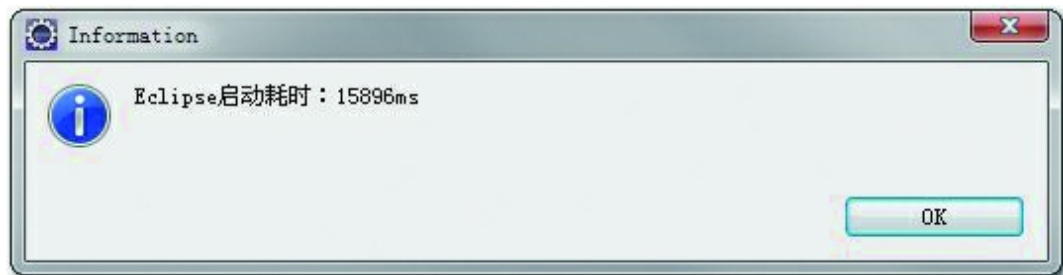 Information
Eclipse启动耗时：15896ms
OK